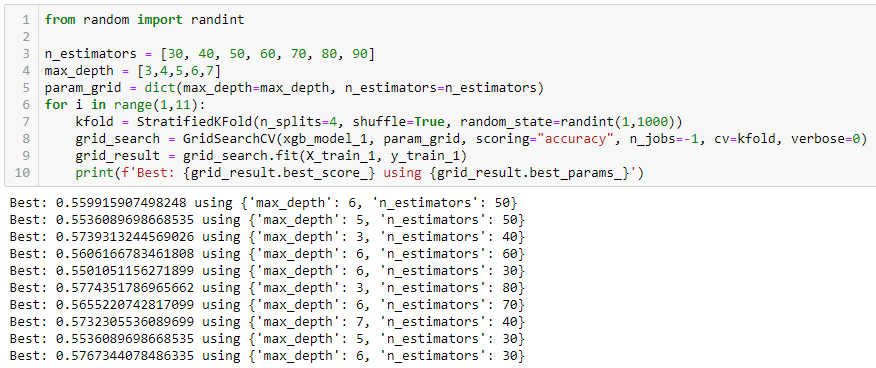 1 from random import randint
2
3 n_estimators = [30, 40, 50, 60, 70, 80, 90]
4 max_depth = [3,4,5,6,7]
5 param_grid = dict(max_depth=max_depth, n_estimators=n_estimators)
6 for i in range(1,11):
7     kfold = StratifiedKFold(n_splits=4, shuffle=True, random_state=randint(1,1000))
8     grid_search = GridSearchCV(xgb_model_1, param_grid, scoring="accuracy", n_jobs=-1, cv=kfold, verbose=0)
9     grid_result = grid_search.fit(X_train_1, y_train_1)
10     print(f'Best: {grid_result.best_score_} using {grid_result.best_params_}')
Best: 0.559915907498248 using {'max_depth': 6, 'n_estimators': 50}
Best: 0.5536089698668535 using {'max_depth': 5, 'n_estimators': 50}
Best: 0.5739313244569026 using {'max_depth': 3, 'n_estimators': 40}
Best: 0.5606166783461808 using {'max_depth': 6, 'n_estimators': 60}
Best: 0.5501051156271899 using {'max_depth': 6, 'n_estimators': 30}
Best: 0.5774351786965662 using {'max_depth': 3, 'n_estimators': 80}
Best: 0.5655220742817099 using {'max_depth': 6, 'n_estimators': 70}
Best: 0.5732305536089699 using {'max_depth': 7, 'n_estimators': 40}
Best: 0.5536089698668535 using {'max_depth': 5, 'n_estimators': 30}
Best: 0.5767344078486335 using {'max_depth': 6, 'n_estimators': 30}